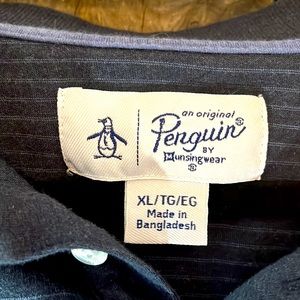 an original
Penguin
BY
Munsingwear
XL/TG/EG
Made in
Bangladesh